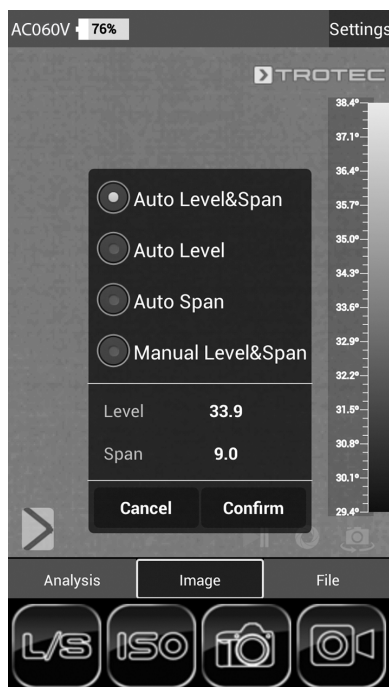 AC060V 76% Settings
TROTEC
38.4°
37.1°
36.4°
Auto Level&Span
35.7°
Auto Level
35.0°
34.3°
Auto Span
33.6°
Manual Level&Span
32.9°
32.2°
Level 33.9
31.5°
Span 9.0
30.8°
30.1°
Cancel Confirm
29.4°
Analysis Image File
L/S ISO